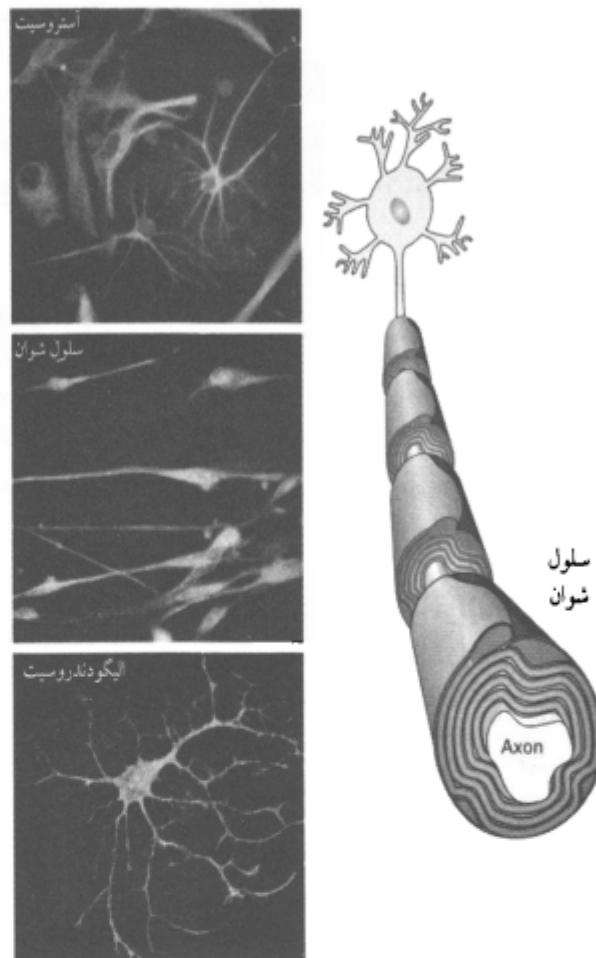 آستروسیت
سلول شوان
الیگودندروسیت
سلول
شوان
Axon